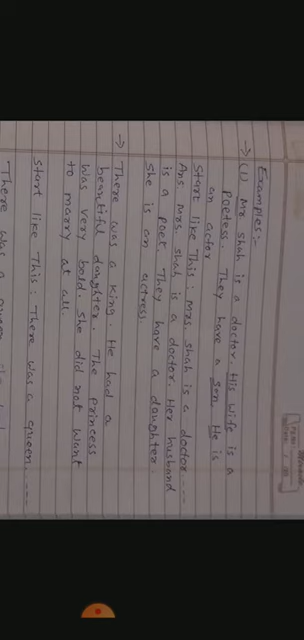 Examples:-
→ (1) Mr Shah is a doctor. His wife is a
poetess. They have a son. He is
an actor
Start like This: Mrs. Shah is a doctor....
Ans: Mrs. Shah is a doctor. Her husband
is a poet. They have a daughter.
She is an actress.
→ There was a king. He had a
beautiful daughter. The princess
was very bold. She did not want
to marry at all.
Start like This: There was a queen....
There was a queen